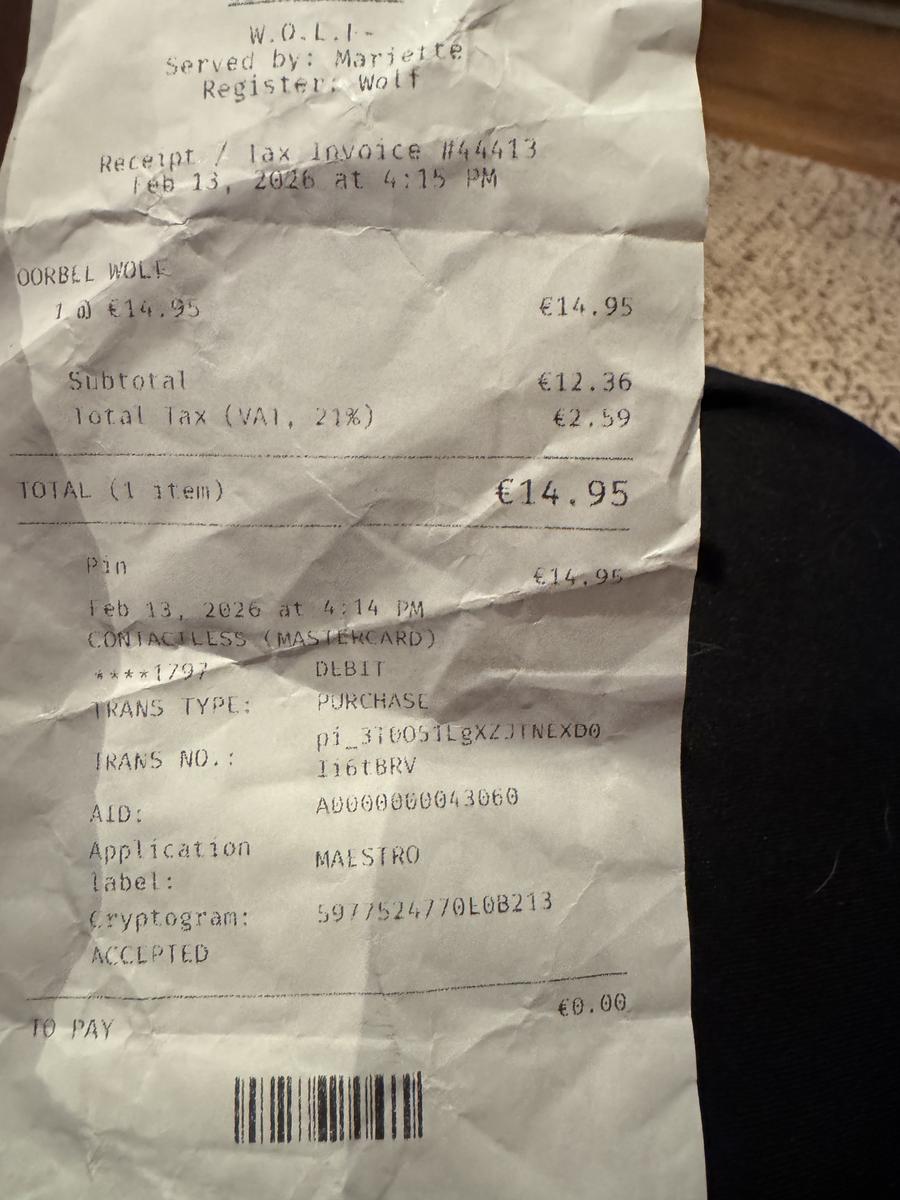 W.O.L.F.
Served by: Mariette
Register: Wolf
Receipt / Tax Invoice #44413
Feb 13, 2026 at 4:15 PM
OORBEL WOLF
1 @ €14.95 €14.95
Subtotal €12.36
Total Tax (VAT, 21%) €2.59
TOTAL (1 item) €14.95
Pin €14.95
Feb 13, 2026 at 4:14 PM
CONTACTLESS (MASTERCARD)
****1797 DEBIT
TRANS TYPE: PURCHASE
TRANS NO.:
AID: A0000000043060
Application label: MAESTRO
Cryptogram:
ACCEPTED
TO PAY €0.00